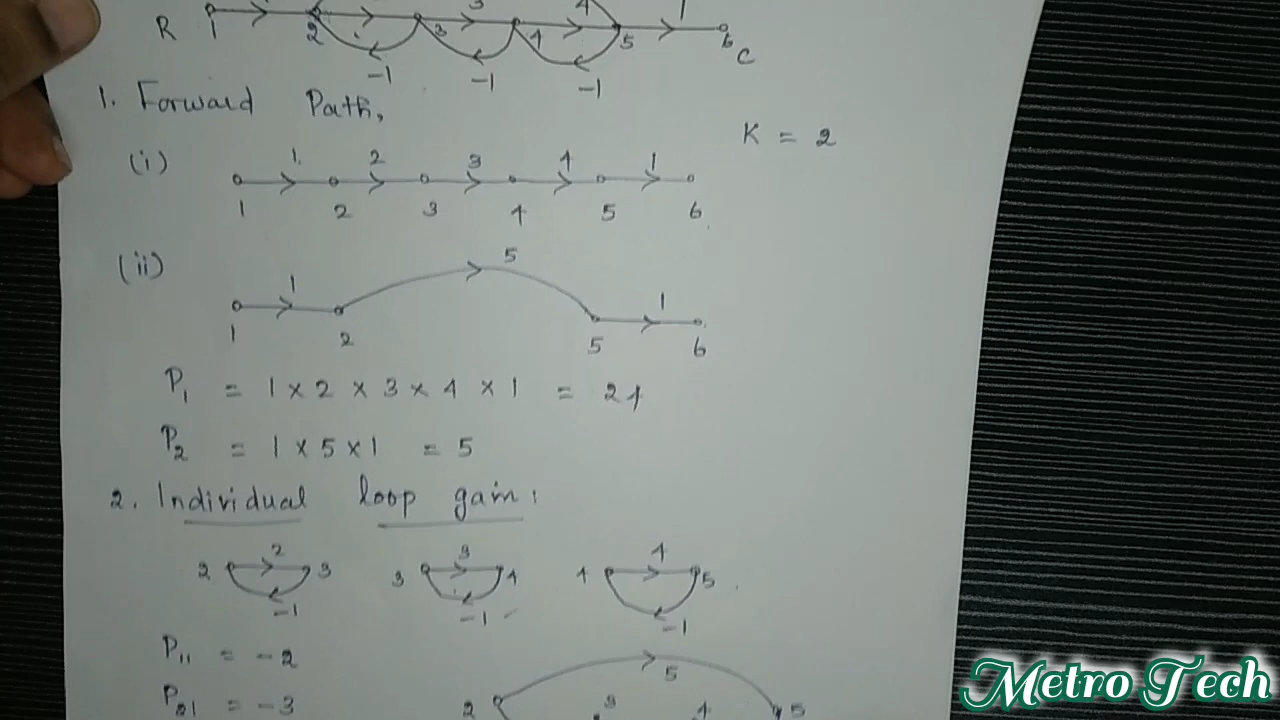 3 4 1
R 1 2 3 4 5 6 C
-1 -1 -1
1. Forward Path,
K = 2
(i) 1 2 3 4 1
1 2 3 4 5 6
(ii) 1 5 1
1 2 5 6
P1 = 1 x 2 x 3 x 4 x 1 = 24
P2 = 1 x 5 x 1 = 5
2. Individual loop gain:
2 3 4
2 3 3 4 4 5
-1 -1 -1
P11 = -2
P21 = -3
5
2 3 4 5
Metro Tech